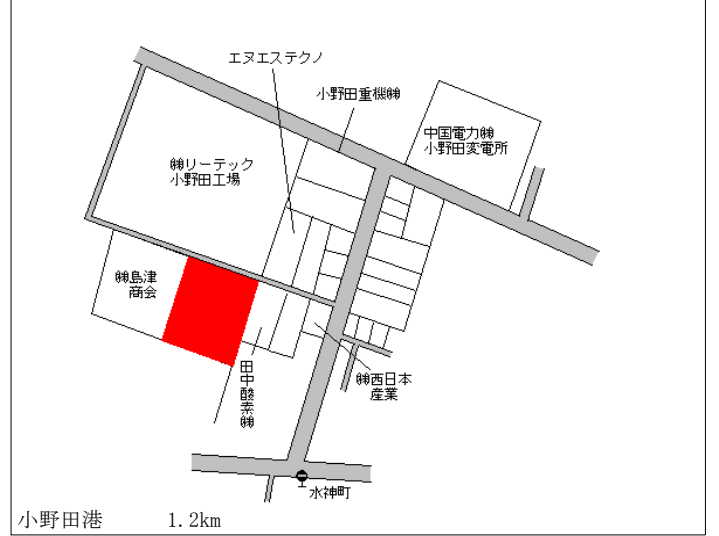 エヌエステクノ
小野田重機㈱
中国電力㈱
小野田変電所
㈱リーテック
小野田工場
㈱島津
商会
田中酸素㈱
㈱西日本
産業
水神町
小野田港 1.2km